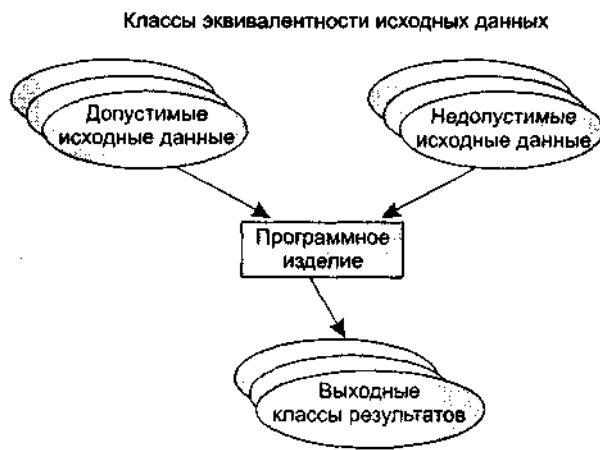 Классы эквивалентности исходных данных
Допустимые
исходные данные
Недопустимые
исходные данные
Программное
изделие
Выходные
классы результатов